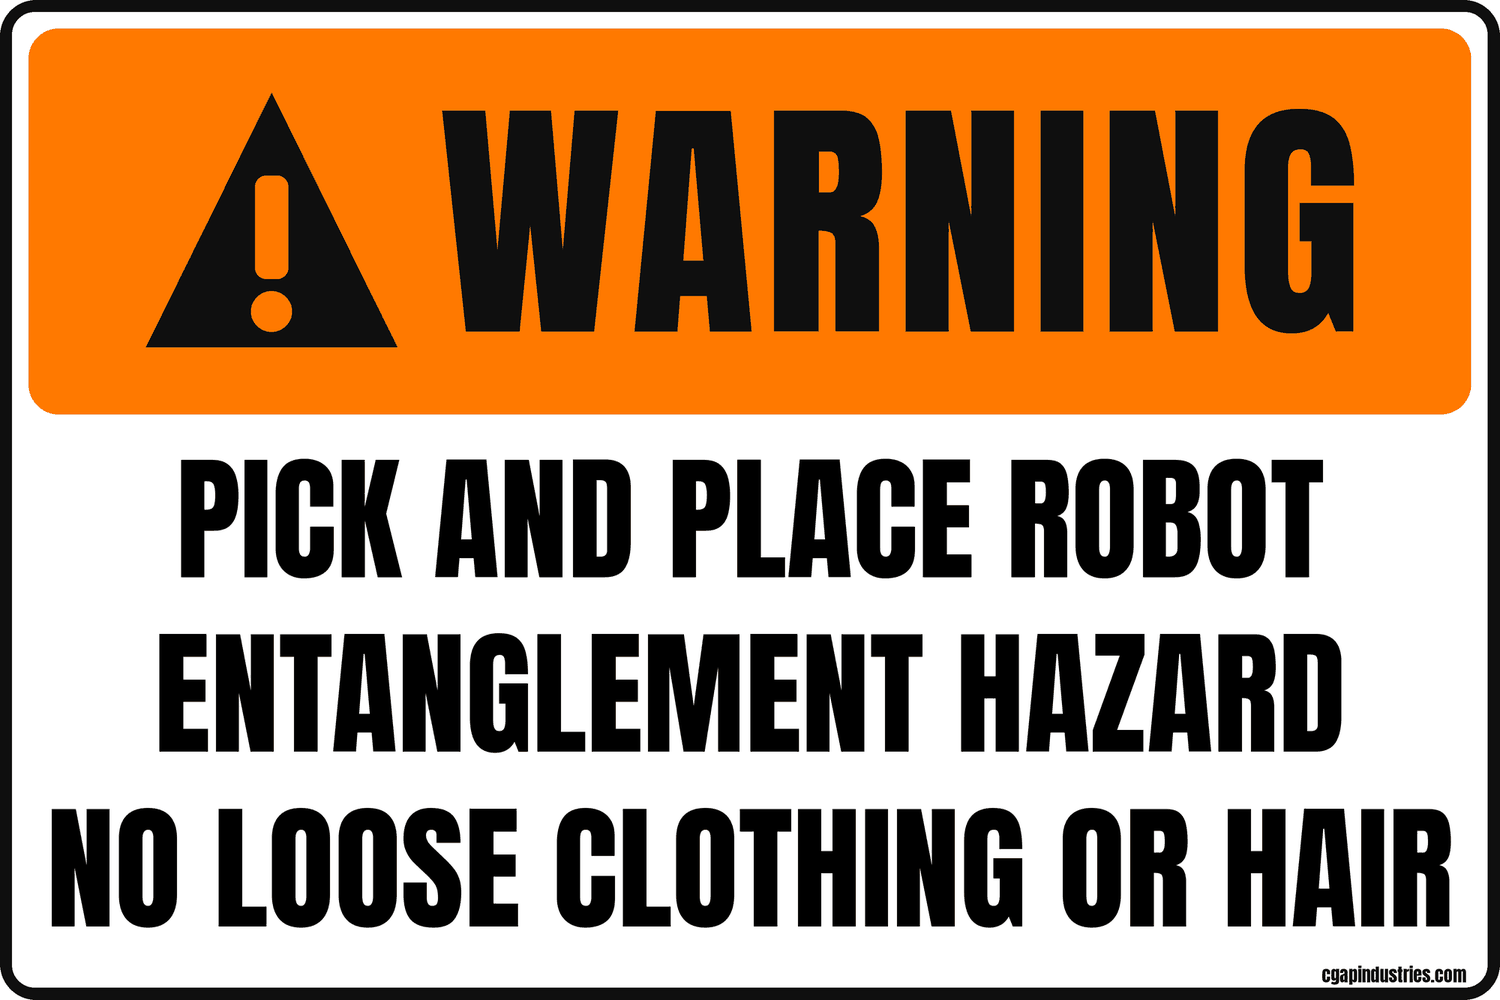 WARNING
PICK AND PLACE ROBOT
ENTANGLEMENT HAZARD
NO LOOSE CLOTHING OR HAIR
cgapindustries.com